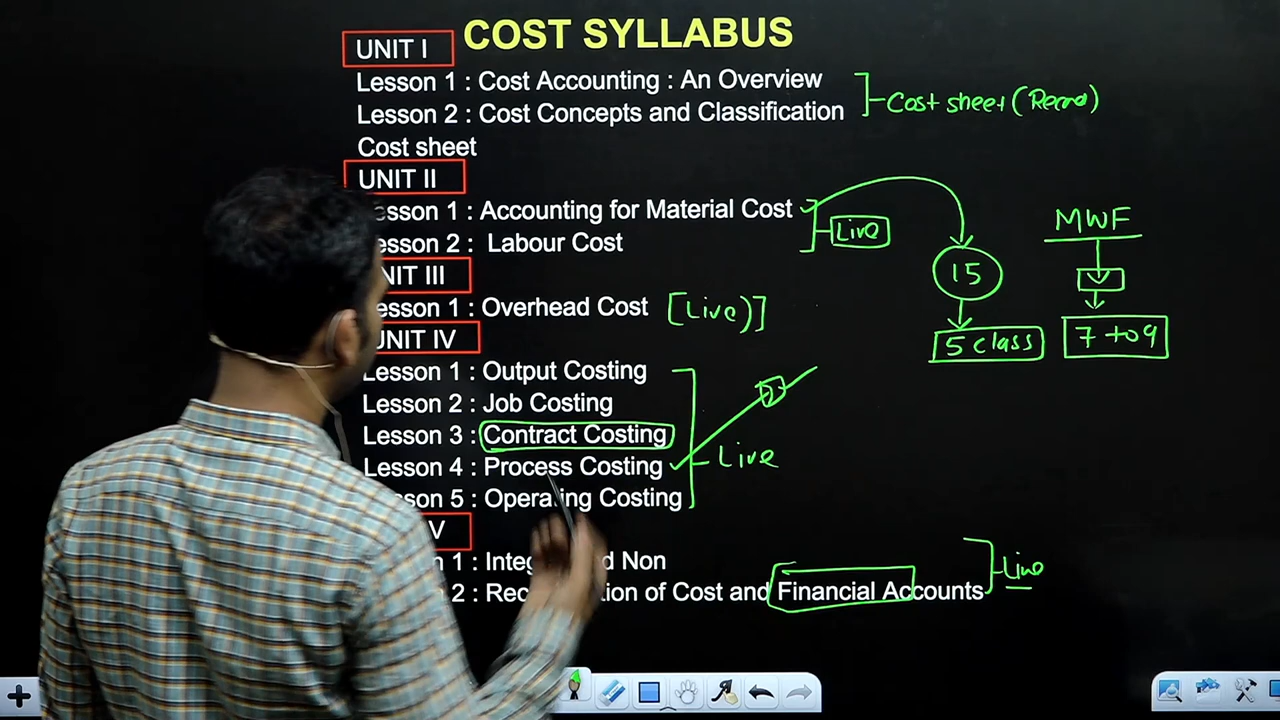 COST SYLLABUS
UNIT I
Lesson 1 : Cost Accounting : An Overview
Lesson 2 : Cost Concepts and Classification
Cost sheet (
Cost sheet
UNIT II
esson 1 : Accounting for Material Cost
Live
esson 2 : Labour Cost
MWF
15
NIT III
esson 1 : Overhead Cost [Live)]
UNIT IV
5 class
7 to 9
Lesson 1 : Output Costing
2
Lesson 2 : Job Costing
Lesson 3 : Contract Costing
Lesson 4 : Process Costing
Live
son 5 : Operating Costing
V
1 : Integ d Non
Live
2 : Rec tion of Cost and Financial Accounts